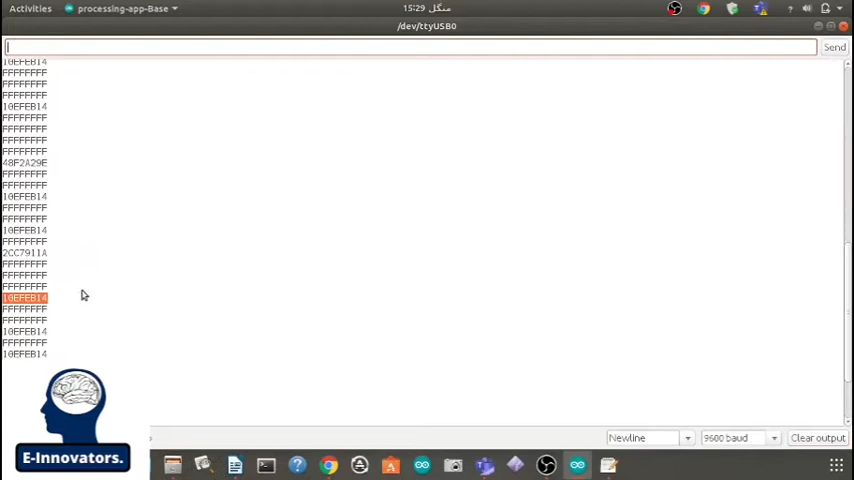 Activities processing-app-Base منگل 15:29
/dev/ttyUSB0
Send
10EFEB14
FFFFFFFF
FFFFFFFF
FFFFFFFF
10EFEB14
FFFFFFFF
FFFFFFFF
FFFFFFFF
FFFFFFFF
48F2A29E
FFFFFFFF
FFFFFFFF
10EFEB14
FFFFFFFF
FFFFFFFF
10EFEB14
FFFFFFFF
2CC7911A
FFFFFFFF
FFFFFFFF
FFFFFFFF
10EFEB14
FFFFFFFF
FFFFFFFF
10EFEB14
FFFFFFFF
10EFEB14
Newline 9600 baud Clear output
E-Innovators.